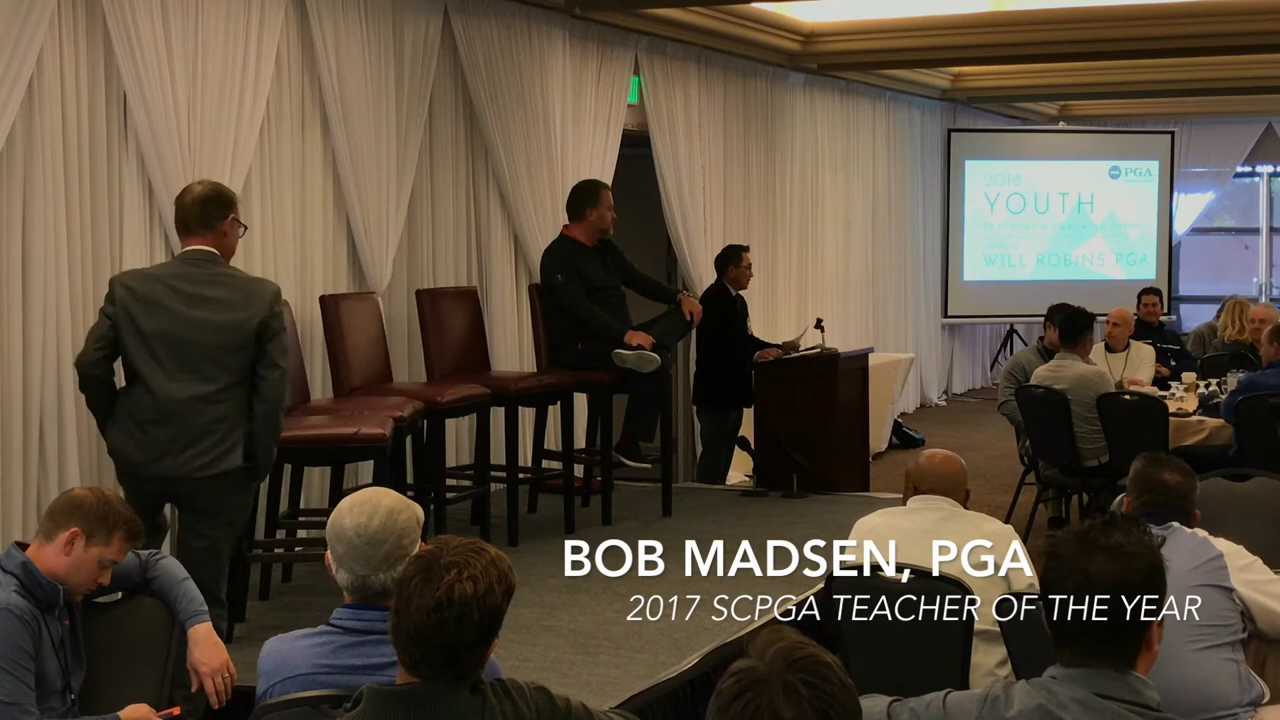 2018
PGA
YOUTH
WILL ROBINS PGA
BOB MADSEN, PGA
2017 SCPGA TEACHER OF THE YEAR